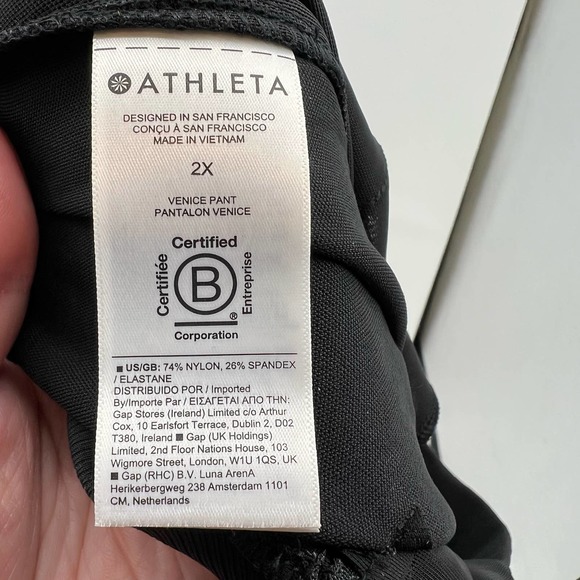 ATHLETA
DESIGNED IN SAN FRANCISCO
CONÇU À SAN FRANCISCO
MADE IN VIETNAM
2X
VENICE PANT
PANTALON VENICE
Certified
Certifiée
B
®
Entreprise
Corporation
■ US/GB: 74% NYLON, 26% SPANDEX
/ ELASTANE
DISTRIBUIDO POR / Imported
By/Importe Par / ΕΙΣΑΓΕΤΑΙ ΑΠΟ ΤΗΝ:
Gap Stores (Ireland) Limited c/o Arthur
Cox, 10 Earlsfort Terrace, Dublin 2, D02
T380, Ireland ■ Gap (UK Holdings)
Limited, 2nd Floor Nations House, 103
Wigmore Street, London, W1U 1QS, UK
■ Gap (RHC) B.V. Luna ArenA
Herikerbergweg 238 Amsterdam 1101
CM, Netherlands